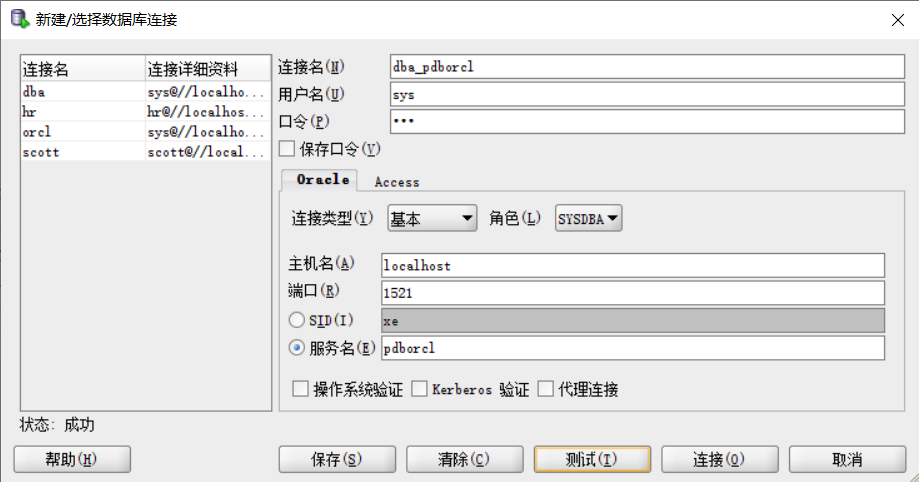 新建/选择数据库连接
连接名 连接详细资料
dba sys@//localho...
hr hr@//localhos...
orcl sys@//localho...
scott scott@//local...
连接名(N) dba_pdborcl
用户名(U) sys
口令(P) •••
保存口令(V)
Oracle Access
连接类型(Y) 基本 角色(L) SYSDBA
主机名(A) localhost
端口(R) 1521
SID(I) xe
服务名(E) pdborcl
操作系统验证 Kerberos 验证 代理连接
状态: 成功
帮助(H) 保存(S) 清除(C) 测试(T) 连接(O) 取消